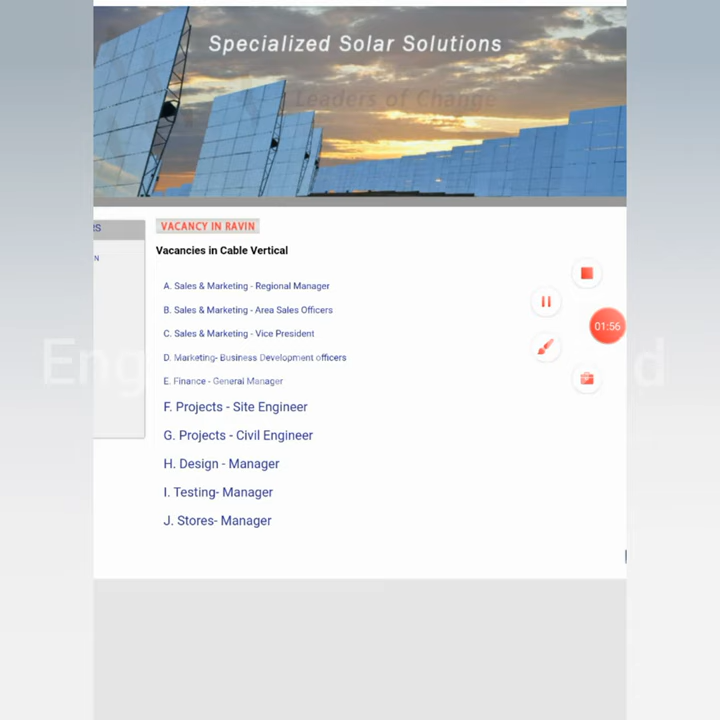 Specialized Solar Solutions
Leaders of Change
VACANCY IN RAVIN
Vacancies in Cable Vertical
A. Sales & Marketing - Regional Manager
B. Sales & Marketing - Area Sales Officers
C. Sales & Marketing - Vice President
D. Marketing- Business Development officers
E. Finance - General Manager
F. Projects - Site Engineer
G. Projects - Civil Engineer
H. Design - Manager
I. Testing- Manager
J. Stores- Manager
01:56